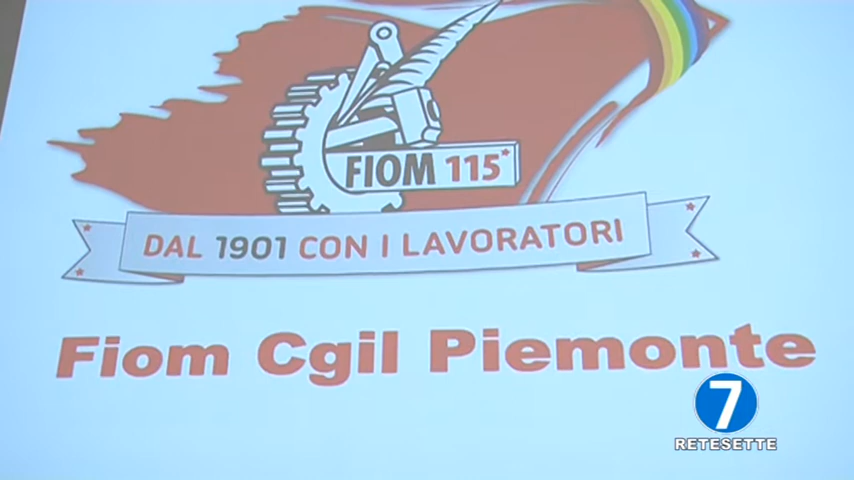 FIOM 115
DAL 1901 CON I LAVORATORI
Fiom Cgil Piemonte
7
RETESETTE